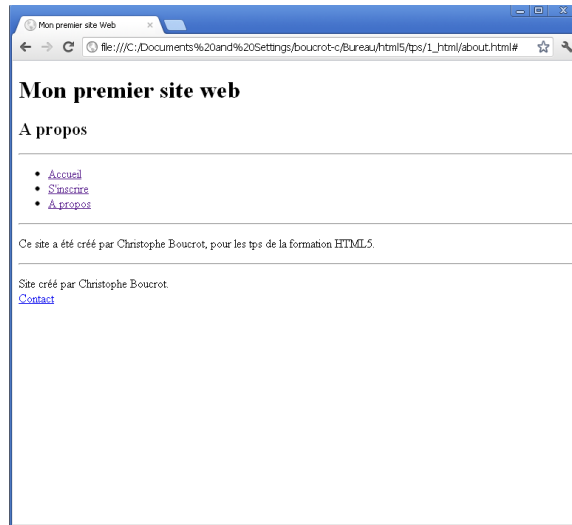 Mon premier site Web
file:///C:/Documents%20and%20Settings/boucrot-c/Bureau/html5/tps/1_html/about.html#
Mon premier site web
A propos
Accueil
S'inscrire
A propos
Ce site a été créé par Christophe Boucrot, pour les tps de la formation HTML5.
Site créé par Christophe Boucrot.
Contact